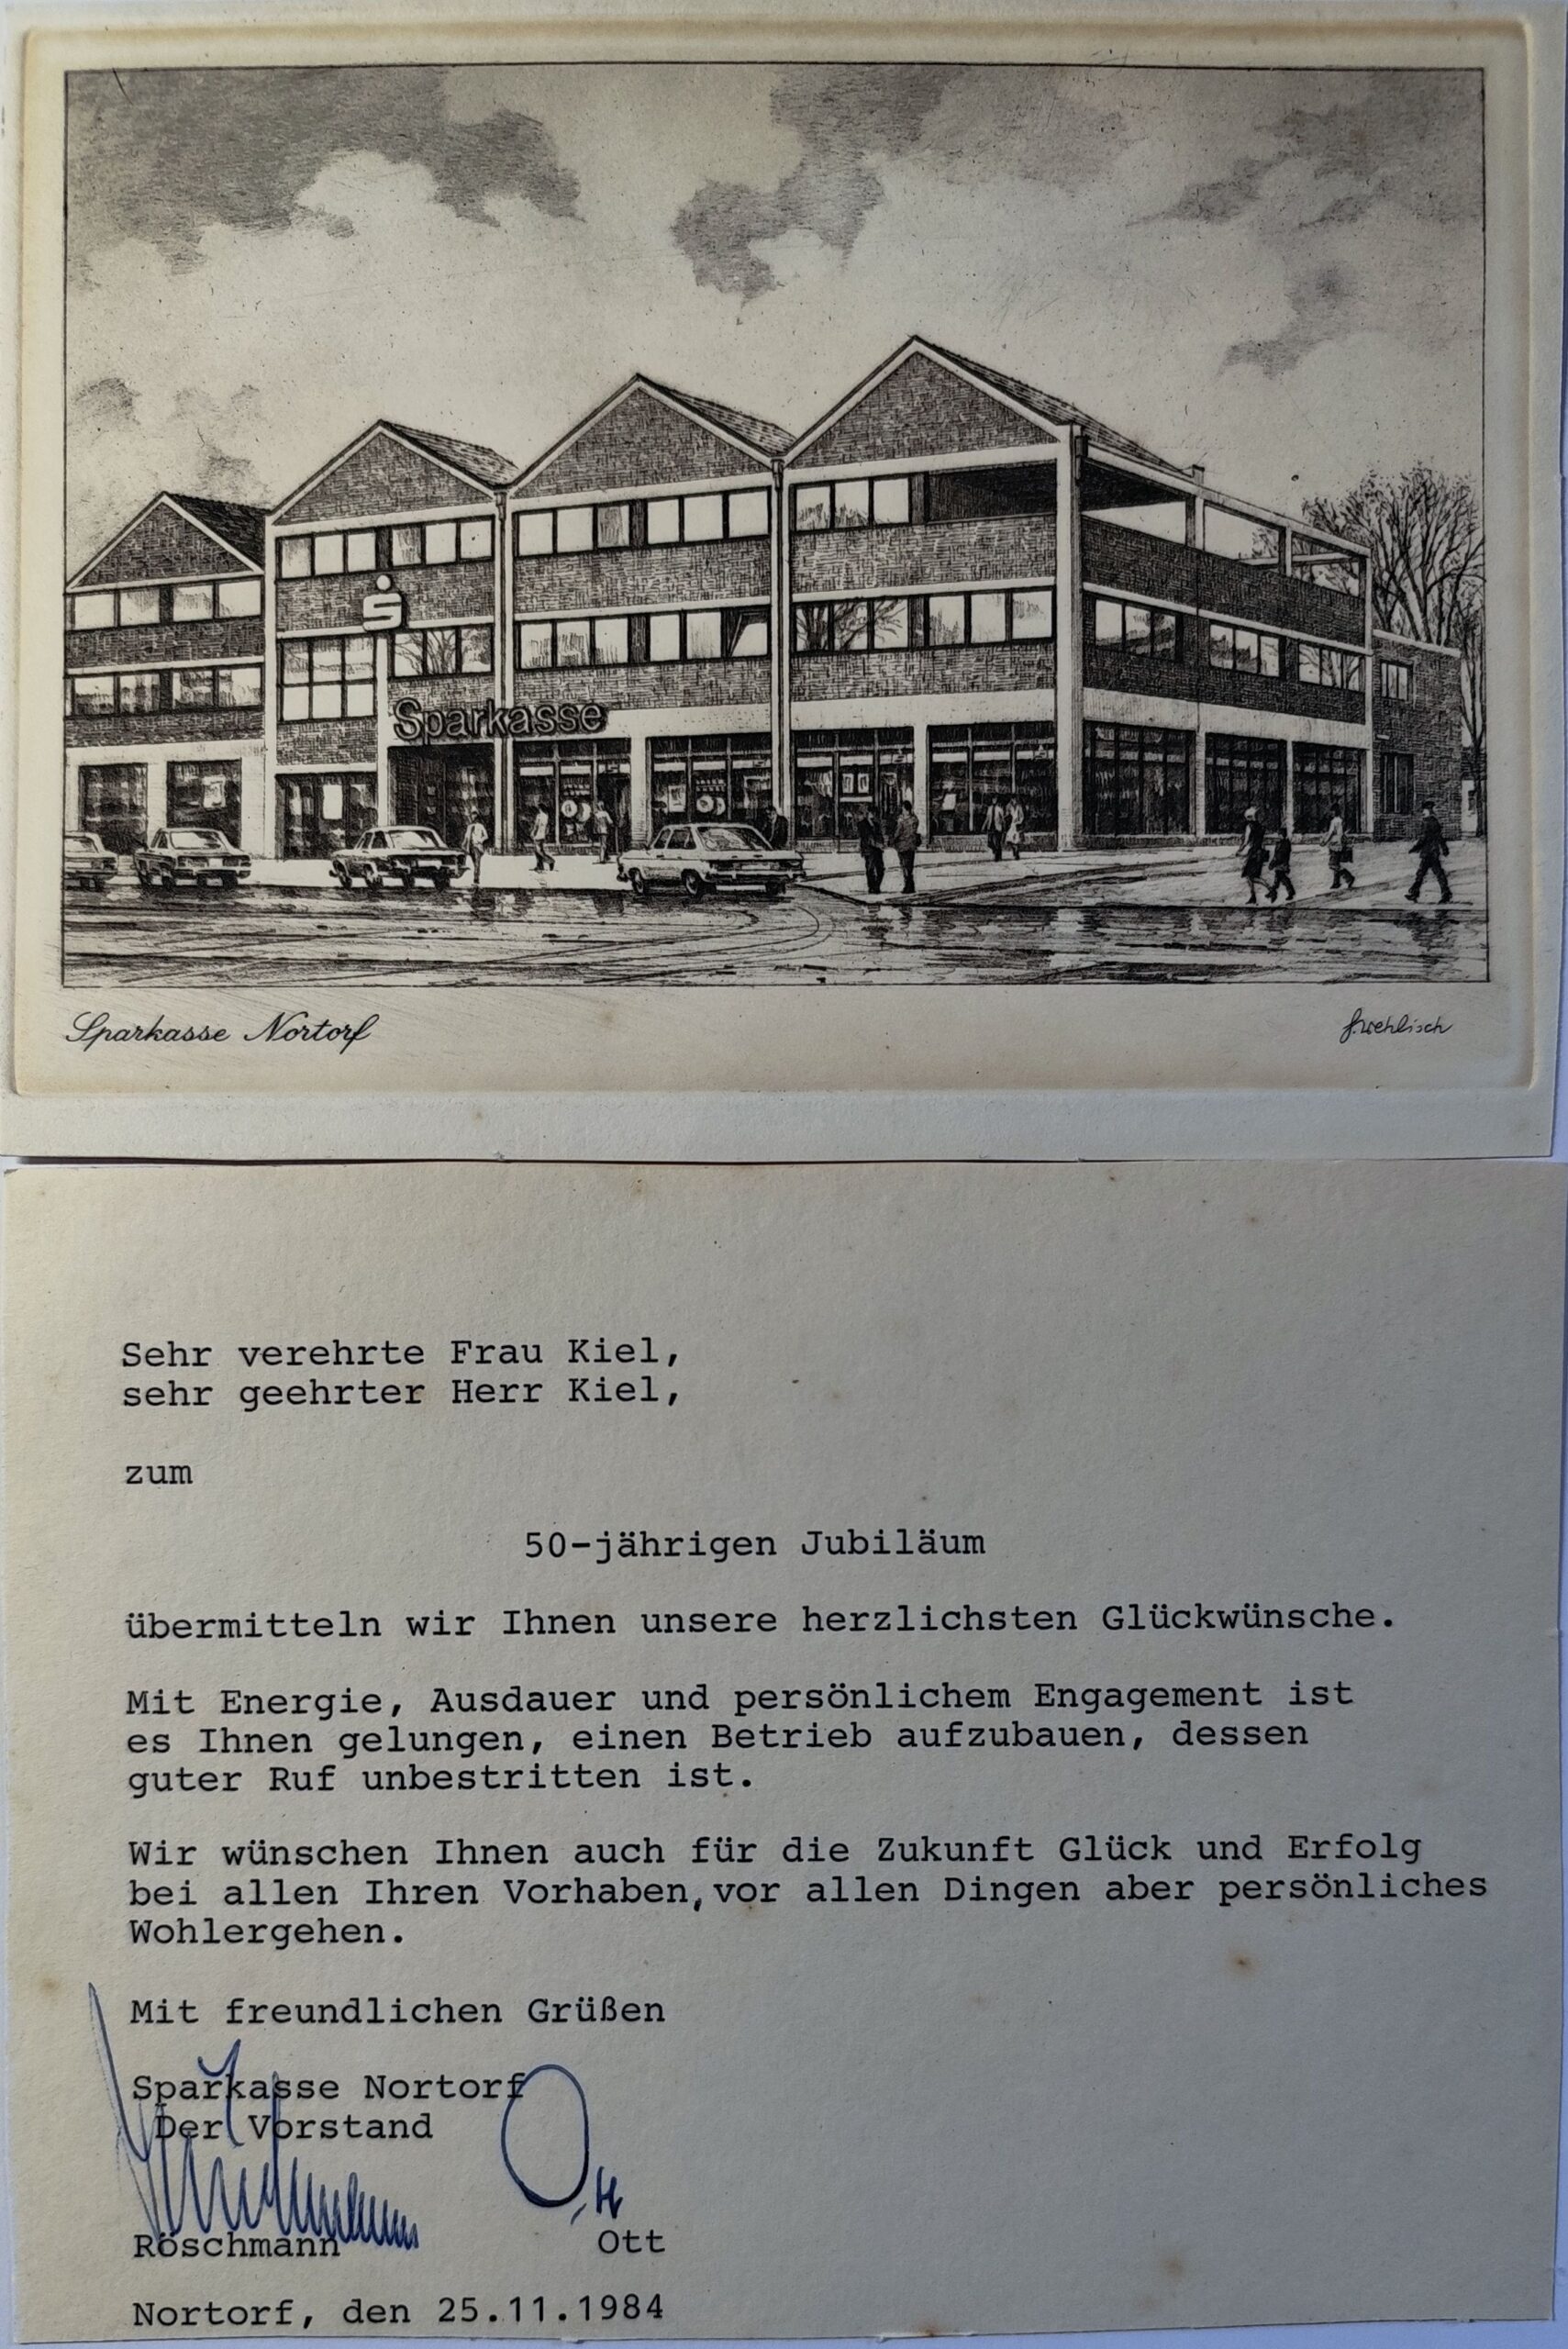 Sparkasse
Sparkasse Nortorf
Sehr verehrte Frau Kiel,
sehr geehrter Herr Kiel,
zum
50-jährigen Jubiläum
übermitteln wir Ihnen unsere herzlichsten Glückwünsche.
Mit Energie, Ausdauer und persönlichem Engagement ist
es Ihnen gelungen, einen Betrieb aufzubauen, dessen
guter Ruf unbestritten ist.
Wir wünschen Ihnen auch für die Zukunft Glück und Erfolg
bei allen Ihren Vorhaben,vor allen Dingen aber persönliches
Wohlergehen.
Mit freundlichen Grüßen
Sparkasse Nortorf
Der Vorstand
Röschmann Ott
Nortorf, den 25.11.1984